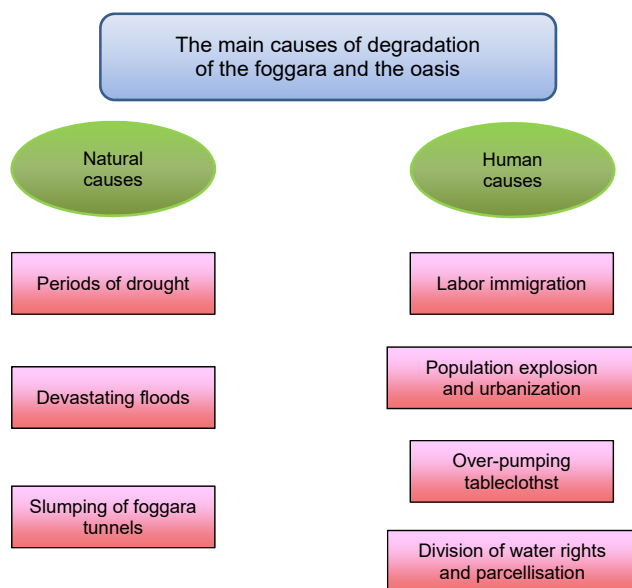 The main causes of degradation
of the foggara and the oasis
Natural
causes
Periods of drought
Devastating floods
Slumping of foggara
tunnels
Human
causes
Labor immigration
Population explosion
and urbanization
Over-pumping
tableclothst
Division of water rights
and parcellisation